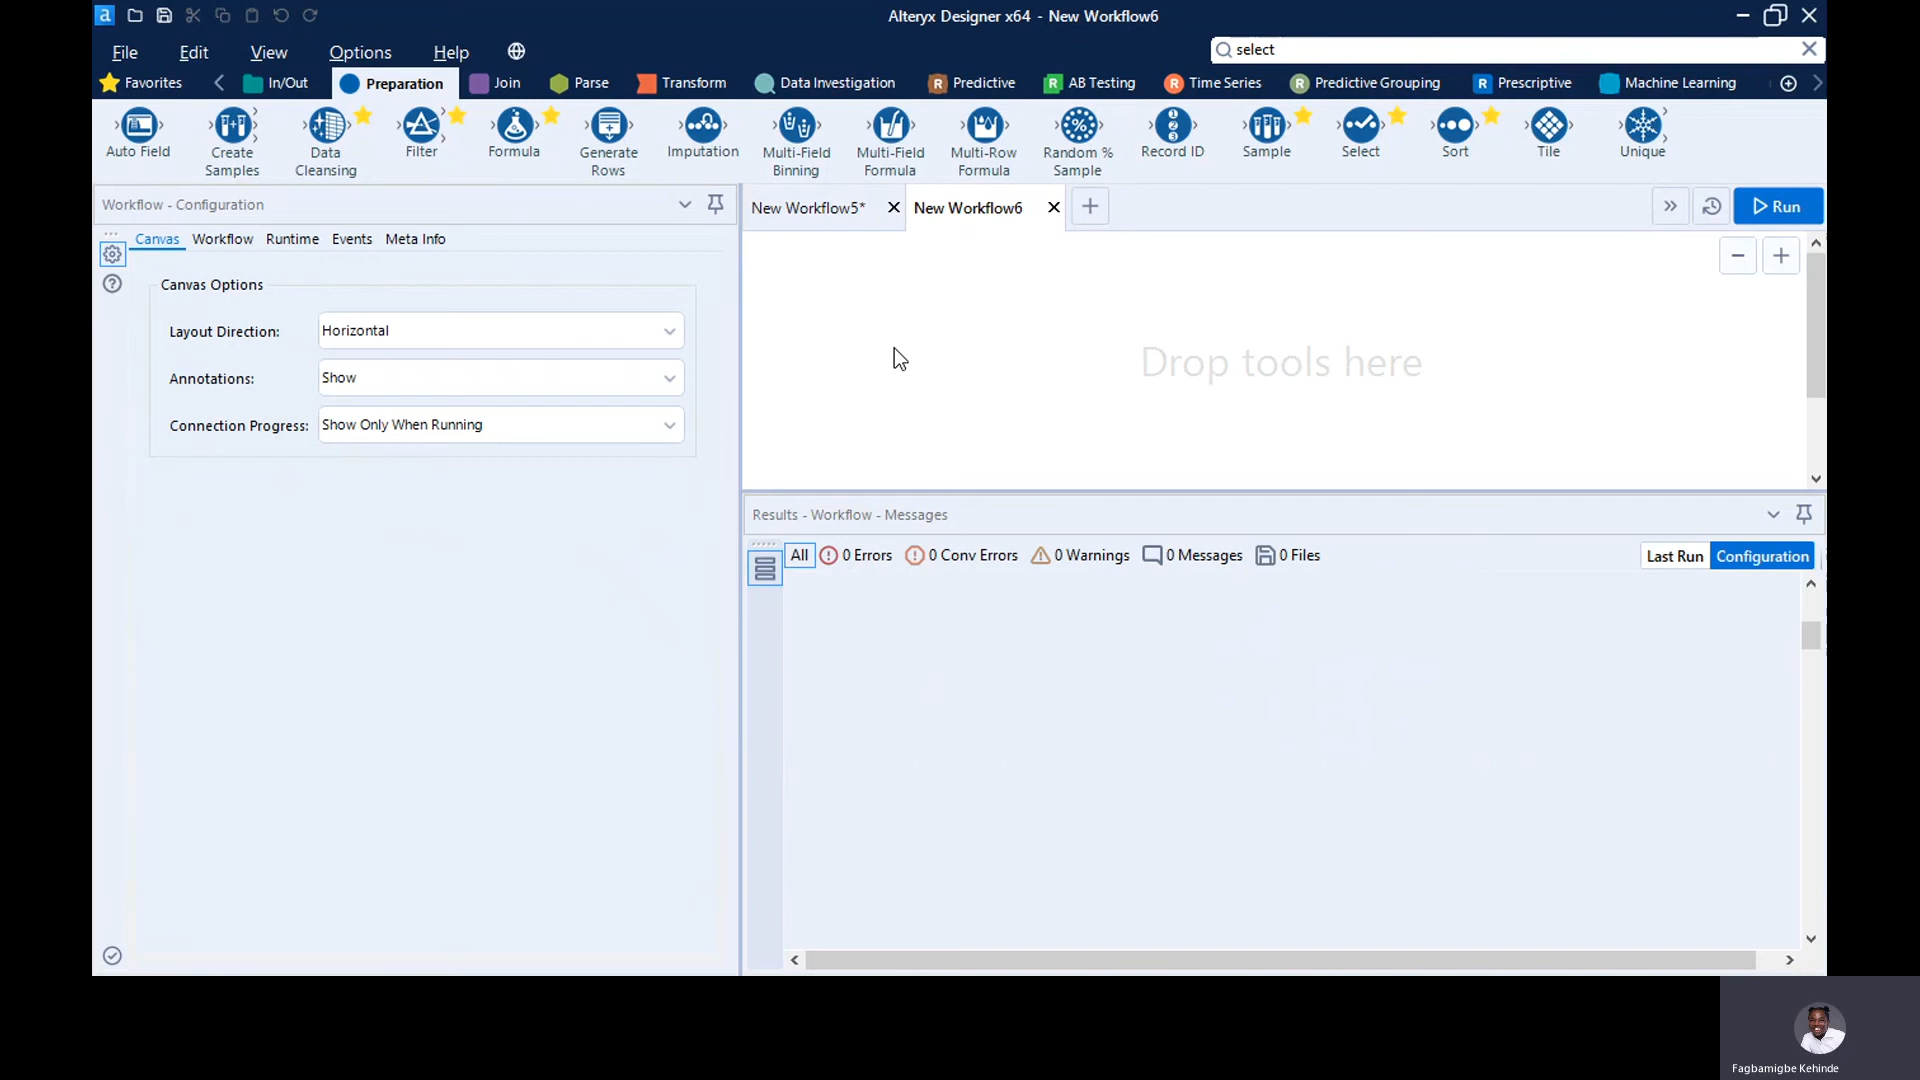 Alteryx Designer x64 - New Workflow6
File Edit View Options Help
select
Favorites In/Out Preparation Join Parse Transform Data Investigation Predictive AB Testing Time Series Predictive Grouping Prescriptive Machine Learning
Auto Field
Create
Samples
Data
Cleansing
Filter
Formula
Generate
Rows
Imputation
Multi-Field
Binning
Multi-Field
Formula
Multi-Row
Formula
Random %
Sample
Record ID
Sample
Select
Sort
Tile
Unique
Workflow - Configuration
New Workflow5*
New Workflow6
Run
Canvas Workflow Runtime Events Meta Info
Canvas Options
Layout Direction: Horizontal
Annotations: Show
Connection Progress: Show Only When Running
Drop tools here
Results - Workflow - Messages
All 0 Errors 0 Conv Errors 0 Warnings 0 Messages 0 Files
Last Run Configuration
Fagbamigbe Kehinde